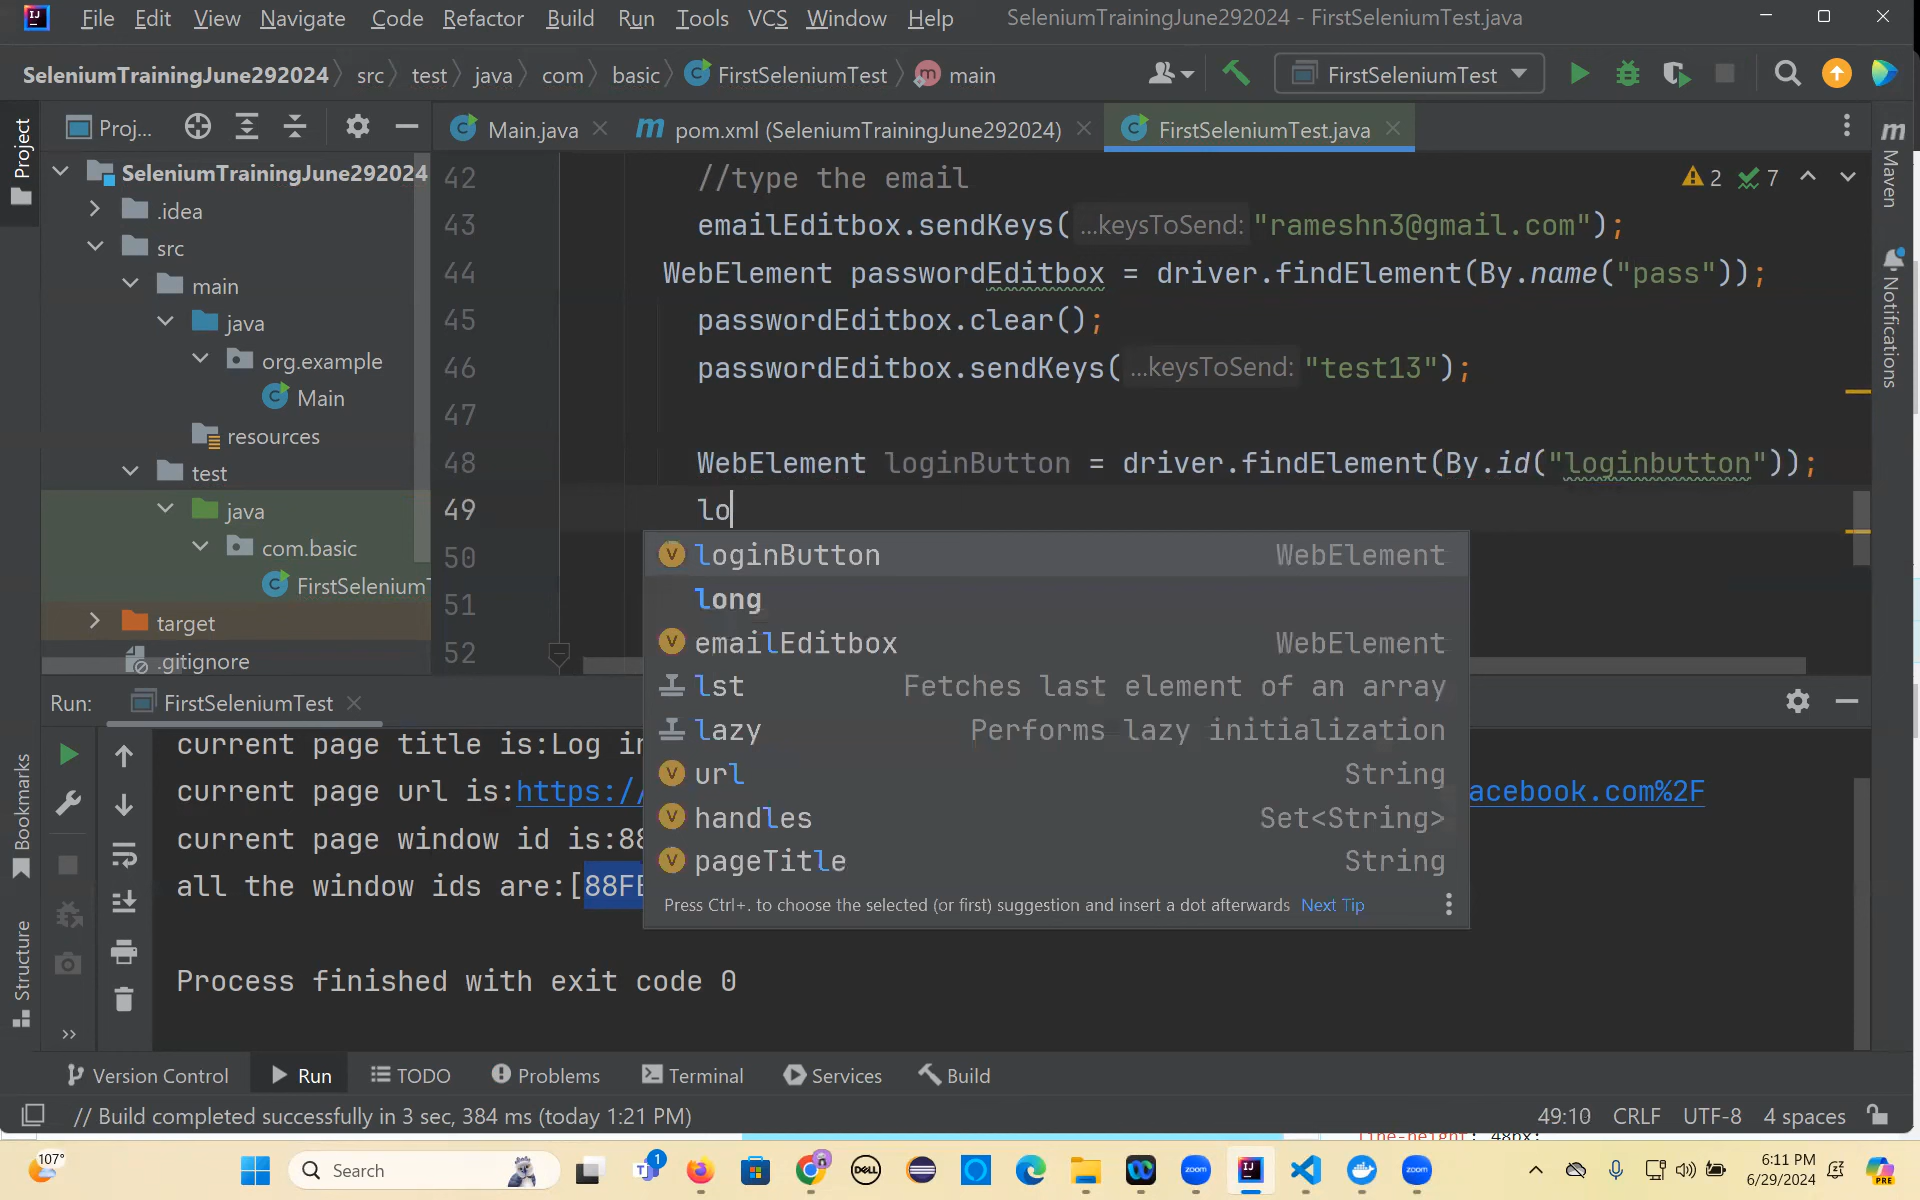 File Edit View Navigate Code Refactor Build Run Tools VCS Window Help SeleniumTrainingJune292024 - FirstSeleniumTest.java
SeleniumTrainingJune292024 src test java com basic FirstSeleniumTest m main FirstSeleniumTest
Project
Proj... Main.java m pom.xml (SeleniumTrainingJune292024) FirstSeleniumTest.java
SeleniumTrainingJune292024
.idea
src
main
java
org.example
Main
resources
test
java
com.basic
FirstSeleniumT
target
.gitignore
42 //type the email
2 7
43 emailEditbox.sendKeys( ...keysToSend: "rameshn3@gmail.com");
44 WebElement passwordEditbox = driver.findElement(By.name("pass"));
45 passwordEditbox.clear();
46 passwordEditbox.sendKeys( ...keysToSend: "test13");
47
48 WebElement loginButton = driver.findElement(By.id("loginbutton"));
49 lo
50
51
52
loginButton WebElement
long
emailEditbox WebElement
lst Fetches last element of an array
lazy Performs lazy initialization
url String
handles Set<String>
pageTitle String
Press Ctrl+. to choose the selected (or first) suggestion and insert a dot afterwards Next Tip
m Maven
Notifications
Run: FirstSeleniumTest
current page title is:Log in
current page url is:https:// acebook.com%2F
current page window id is:88
all the window ids are:[88FE
Process finished with exit code 0
Bookmarks
Structure
Version Control Run TODO Problems Terminal Services Build
// Build completed successfully in 3 sec, 384 ms (today 1:21 PM) 49:10 CRLF UTF-8 4 spaces
line-height: 48px;
107°
Search
DELL
zoom
IJ
zoom
6:11 PM
6/29/2024
PRE